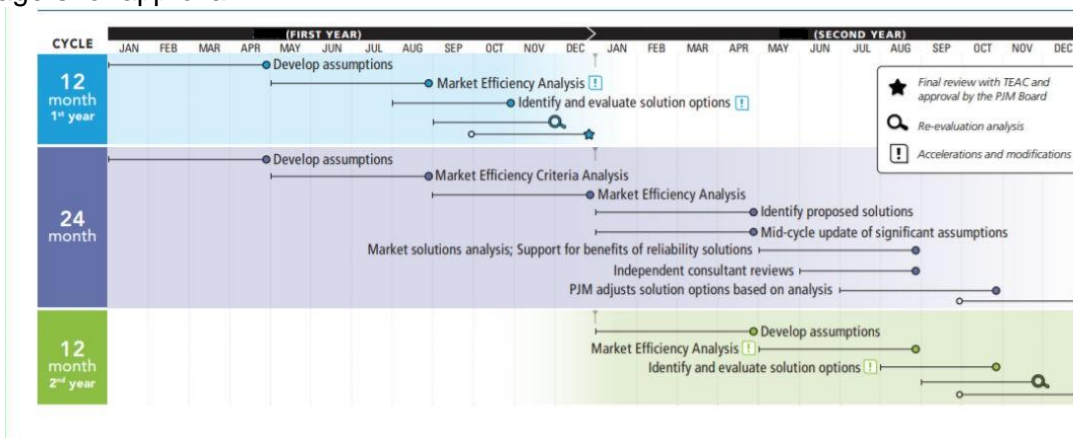 (FIRST YEAR) (SECOND YEAR)
CYCLE JAN FEB MAR APR MAY JUN JUL AUG SEP OCT NOV DEC JAN FEB MAR APR MAY JUN JUL AUG SEP OCT NOV DEC
12
month
1st year
Develop assumptions
Market Efficiency Analysis !
Identify and evaluate solution options !
Final review with TEAC and
approval by the PJM Board
Re-evaluation analysis
! Accelerations and modifications
24
month
Develop assumptions
Market Efficiency Criteria Analysis
Market Efficiency Analysis
Identify proposed solutions
Mid-cycle update of significant assumptions
Market solutions analysis; Support for benefits of reliability solutions
Independent consultant reviews
PJM adjusts solution options based on analysis
12
month
2nd year
Develop assumptions
Market Efficiency Analysis !
Identify and evaluate solution options !